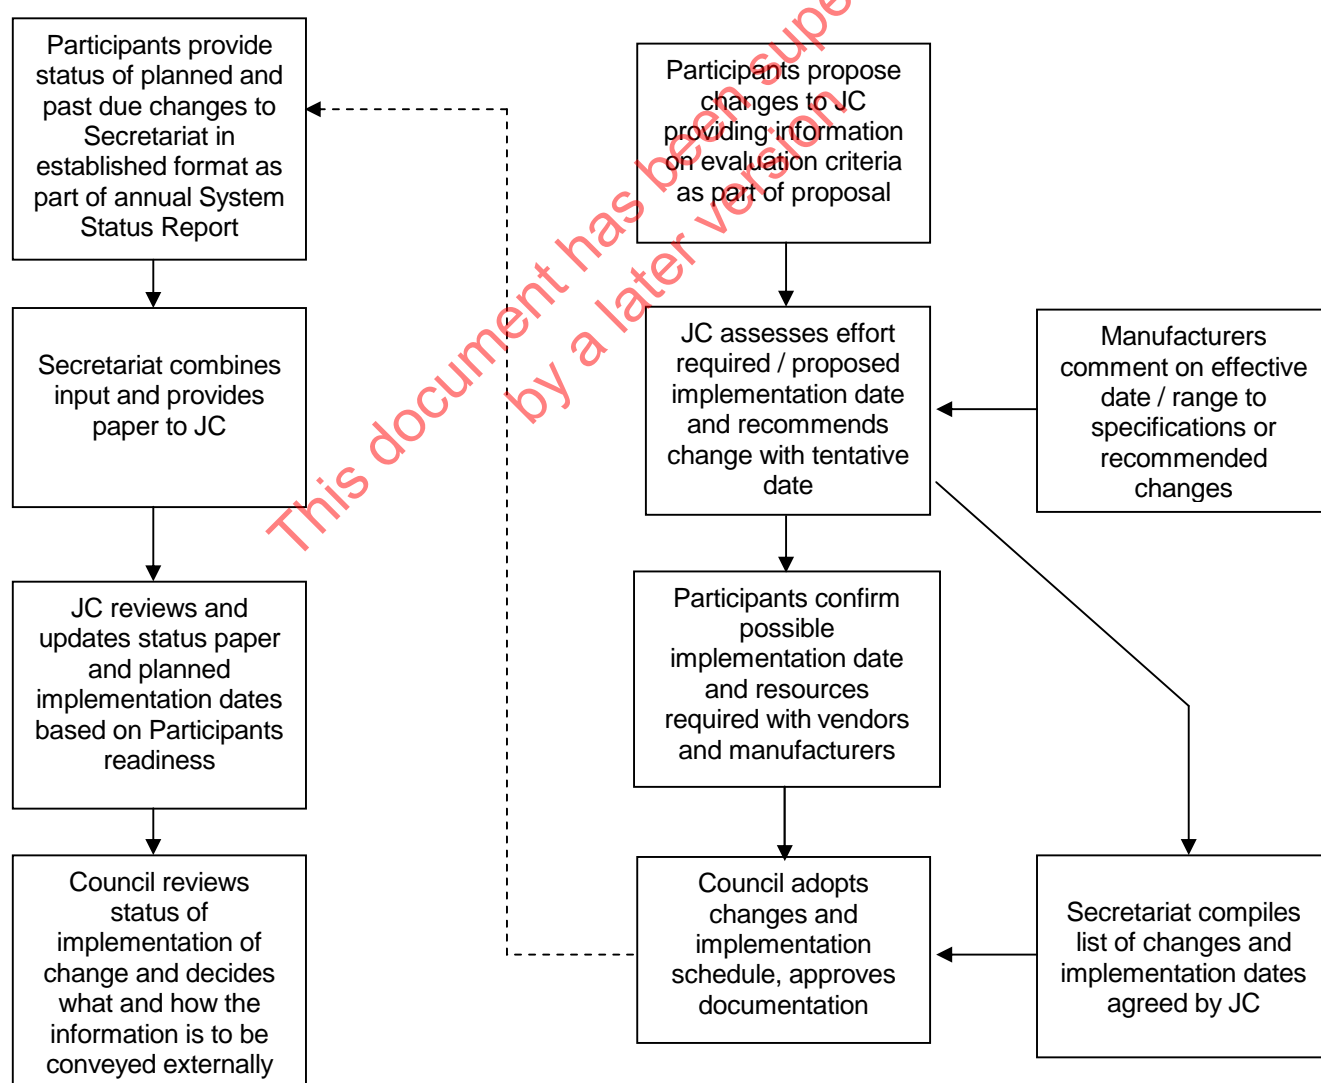 Participants provide
status of planned and
past due changes to
Secretariat in
established format as
part of annual System
Status Report
Secretariat combines
input and provides
paper to JC
JC reviews and
updates status paper
and planned
implementation dates
based on Participants
readiness
Council reviews
status of
implementation of
change and decides
what and how the
information is to be
conveyed externally
Participants propose
changes to JC
providing information
on evaluation criteria
as part of proposal
JC assesses effort
required / proposed
implementation date
and recommends
change with tentative
date
Participants confirm
possible
implementation date
and resources
required with vendors
and manufacturers
Council adopts
changes and
implementation
schedule, approves
documentation
Manufacturers
comment on effective
date / range to
specifications or
recommended
changes
Secretariat compiles
list of changes and
implementation dates
agreed by JC
This document has been supe
by a later version